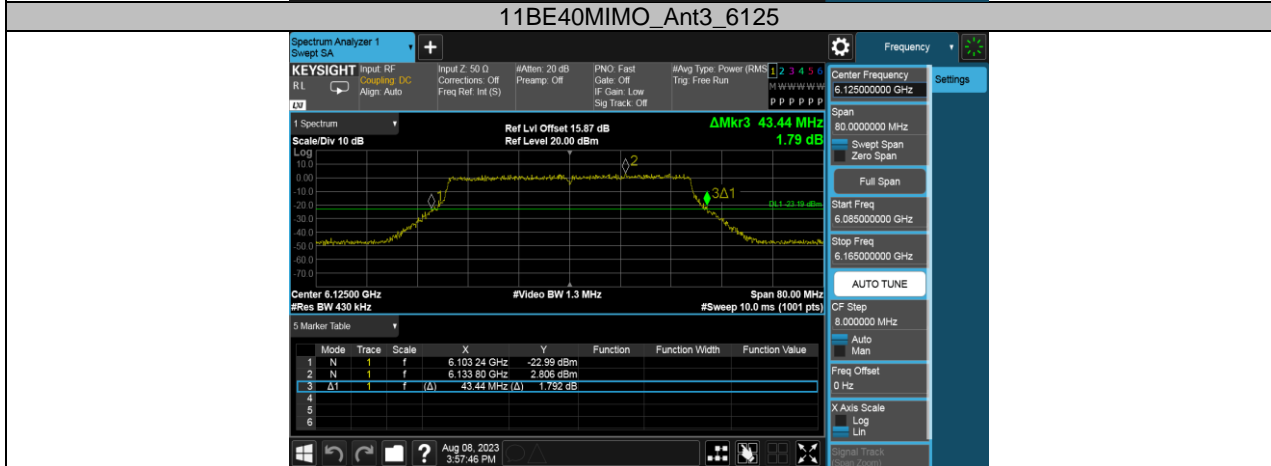 11BE40MIMO_Ant3_6125
Spectrum Analyzer 1
Swept SA
+
Frequency
KEYSIGHT
RL
LXI
Input: RF
Coupling: DC
Align: Auto
Input Z: 50 Ω
Corrections: Off
Freq Ref: Int (S)
#Atten: 20 dB
Preamp: Off
PNO: Fast
Gate: Off
IF Gain: Low
Sig Track: Off
#Avg Type: Power (RMS
Trig: Free Run
1 2 3 4 5 6
M W W W W W
P P P P P P
Center Frequency
6.125000000 GHz
Settings
Span
80.0000000 MHz
Swept Span
Zero Span
Full Span
Start Freq
6.085000000 GHz
Stop Freq
6.165000000 GHz
AUTO TUNE
CF Step
8.000000 MHz
Auto
Man
Freq Offset
0 Hz
X Axis Scale
Log
Lin
Signal Track
(Span Zoom)
1 Spectrum
Scale/Div 10 dB
Ref Lvl Offset 15.87 dB
Ref Level 20.00 dBm
ΔMkr3 43.44 MHz
1.79 dB
Log
10.0
0.00
-10.0
-20.0
-30.0
-40.0
-50.0
-60.0
-70.0
1
2
3Δ1
DL1 -23.19 dBm
Center 6.12500 GHz
#Res BW 430 kHz
#Video BW 1.3 MHz
Span 80.00 MHz
#Sweep 10.0 ms (1001 pts)
5 Marker Table
Mode Trace Scale X Y Function Function Width Function Value
1 N 1 f 6.103 24 GHz -22.99 dBm
2 N 1 f 6.133 80 GHz 2.806 dBm
3 Δ1 1 f (Δ) 43.44 MHz (Δ) 1.792 dB
4
5
6
?
Aug 08, 2023
3:57:46 PM